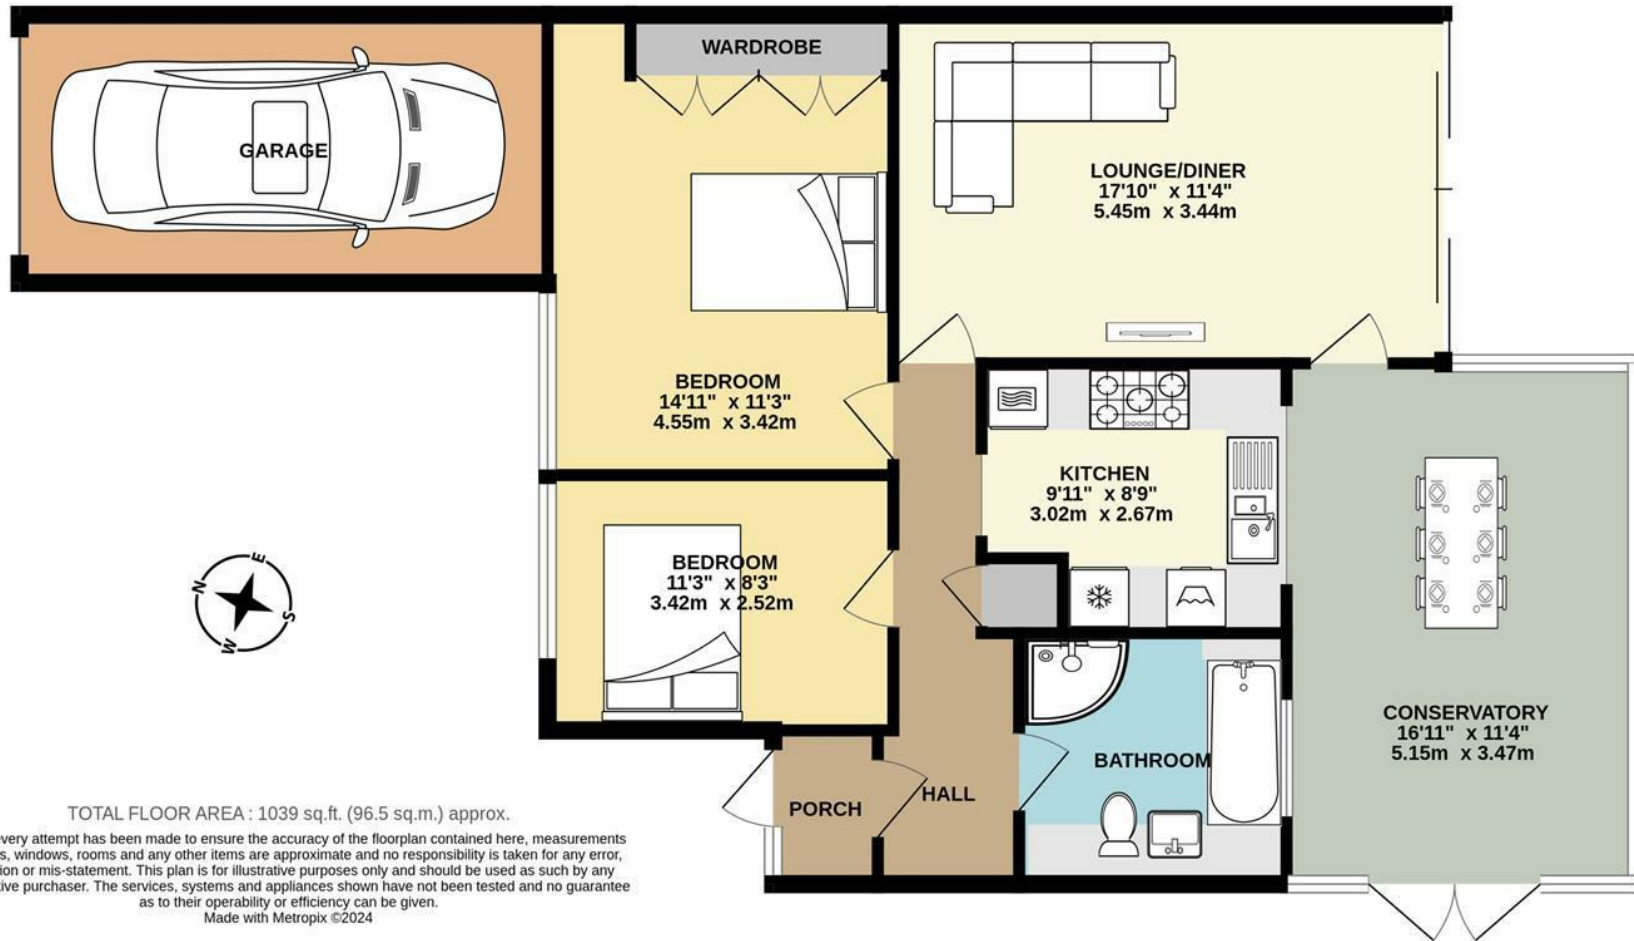 WARDROBE
GARAGE
LOUNGE/DINER
17'10" x 11'4"
5.45m x 3.44m
BEDROOM
14'11" x 11'3"
4.55m x 3.42m
KITCHEN
9'11" x 8'9"
3.02m x 2.67m
BEDROOM
11'3" x 8'3"
3.42m x 2.52m
N
E
S
W
CONSERVATORY
16'11" x 11'4"
5.15m x 3.47m
BATHROOM
HALL
PORCH
TOTAL FLOOR AREA : 1039 sq.ft. (96.5 sq.m.) approx.
every attempt has been made to ensure the accuracy of the floorplan contained here, measurements
s, windows, rooms and any other items are approximate and no responsibility is taken for any error,
ion or mis-statement. This plan is for illustrative purposes only and should be used as such by any
tive purchaser. The services, systems and appliances shown have not been tested and no guarantee
as to their operability or efficiency can be given.
Made with Metropix ©2024